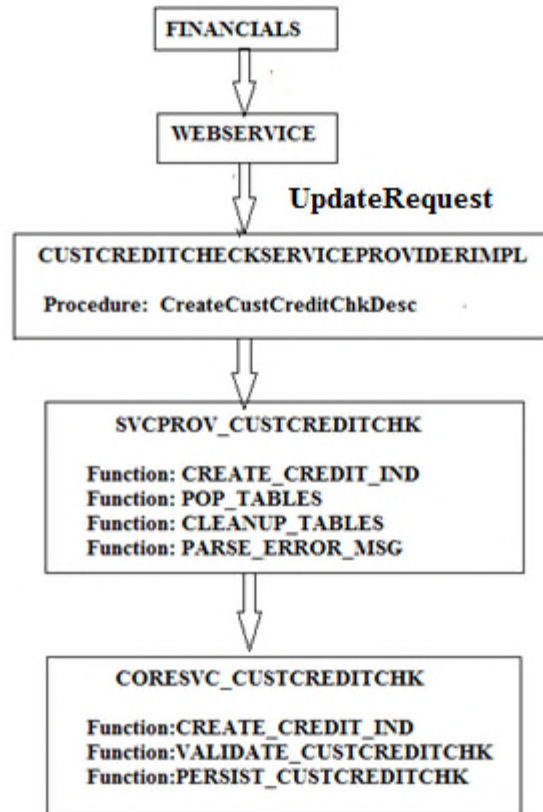 FINANCIALS
WEBSERVICE
UpdateRequest
CUSTCREDITCHECKSERVICEPROVIDERIMPL
Procedure: CreateCustCreditChkDesc
SVCPROV_CUSTCREDITCHK
Function: CREATE_CREDIT_IND
Function: POP_TABLES
Function: CLEANUP_TABLES
Function: PARSE_ERROR_MSG
CORESVC_CUSTCREDITCHK
Function:CREATE_CREDIT_IND
Function:VALIDATE_CUSTCREDITCHK
Function:PERSIST_CUSTCREDITCHK